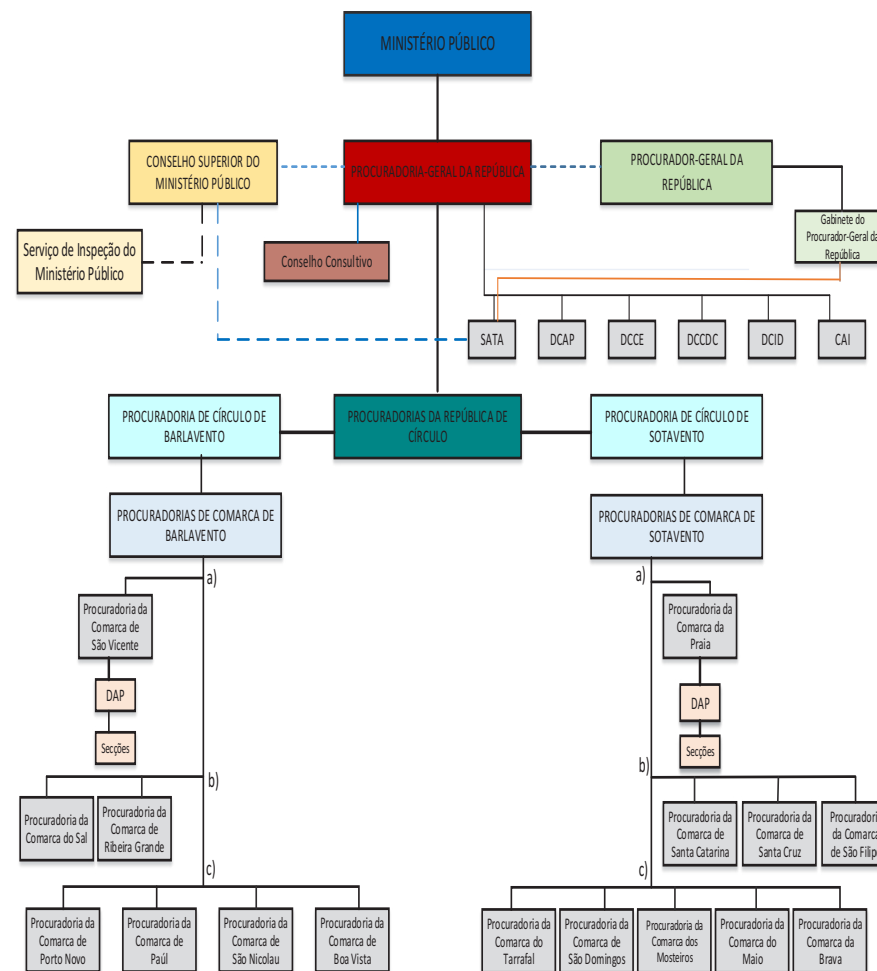 MINISTÉRIO PÚBLICO
CONSELHO SUPERIOR DO
MINISTÉRIO PÚBLICO
PROCURADORIA-GERAL DA REPÚBLICA
PROCURADOR-GERAL DA
REPÚBLICA
Serviço de Inspeção do
Ministério Público
Conselho Consultivo
Gabinete do
Procurador-Geral da
República
SATA
DCAP
DCCE
DCCDC
DCID
CAI
PROCURADORIA DE CÍRCULO DE
BARLAVENTO
PROCURADORIAS DA REPÚBLICA DE
CÍRCULO
PROCURADORIA DE CÍRCULO DE
SOTAVENTO
PROCURADORIAS DE COMARCA DE
BARLAVENTO
PROCURADORIAS DE COMARCA DE
SOTAVENTO
a)
a)
Procuradoria da
Comarca de
São Vicente
Procuradoria da
Comarca da
Praia
DAP
DAP
Secções
Secções
b)
b)
Procuradoria da
Comarca do Sal
Procuradoria da
Comarca de
Ribeira Grande
Procuradoria da
Comarca de
Santa Catarina
Procuradoria da
Comarca de
Santa Cruz
Procuradoria
da Comarca
de São Filipe
c)
c)
Procuradoria da
Comarca de
Porto Novo
Procuradoria da
Comarca de
Paúl
Procuradoria da
Comarca de
São Nicolau
Procuradoria da
Comarca de
Boa Vista
Procuradoria da
Comarca do
Tarrafal
Procuradoria da
Comarca de
São Domingos
Procuradoria da
Comarca dos
Mosteiros
Procuradoria da
Comarca do
Maio
Procuradoria da
Comarca da
Brava